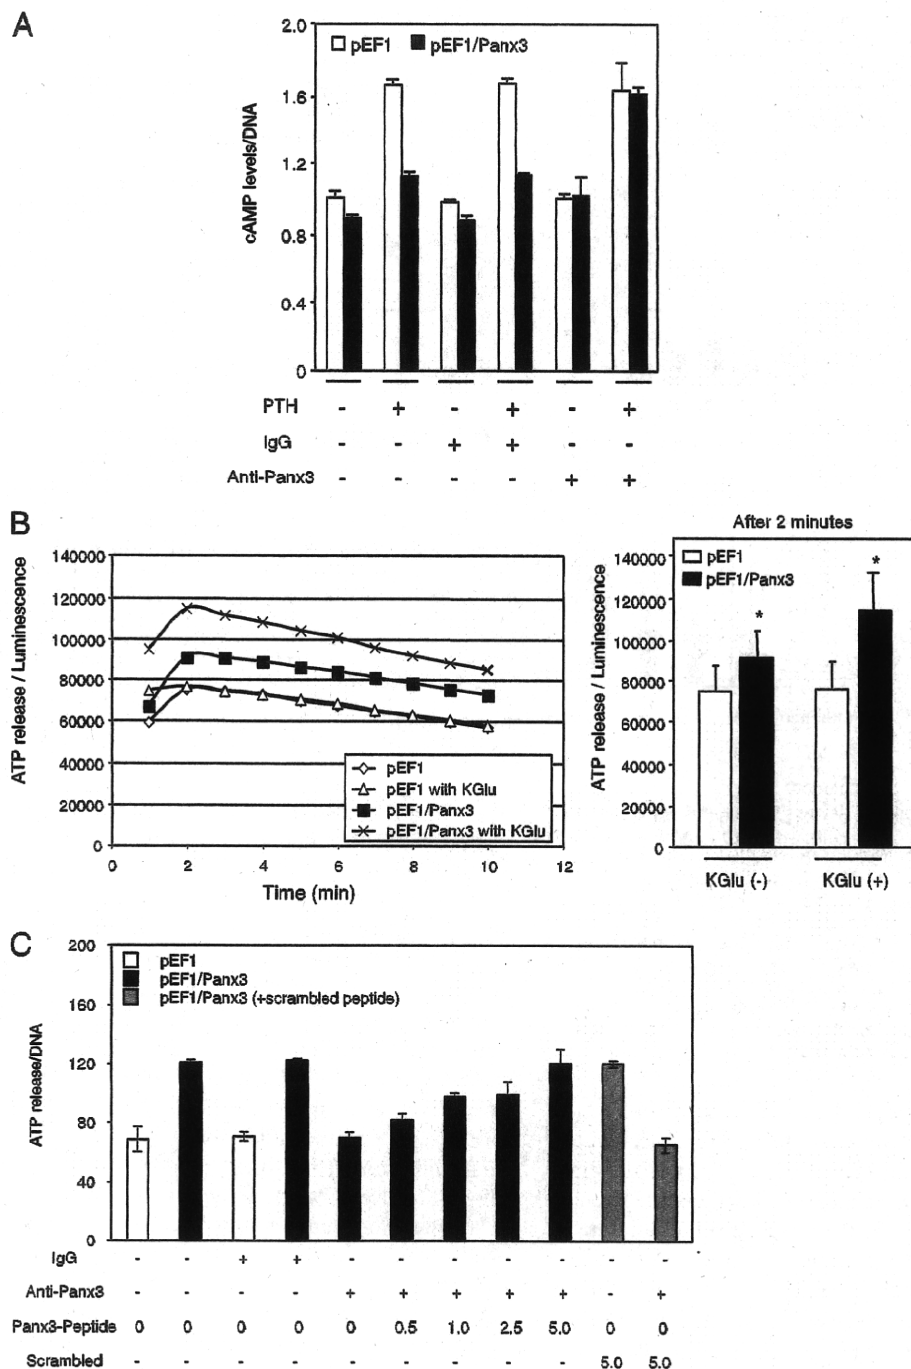 A
2.0
1.6
1.2
0.8
0.4
0
cAMP levels/DNA
pEF1 pEF1/Panx3
PTH - + - + - +
IgG - - + + - -
Anti-Panx3 - - - - + +
B
140000
120000
100000
80000
60000
40000
20000
0
ATP release / Luminescence
0 2 4 6 8 10 12
Time (min)
pEF1
pEF1 with KGlu
pEF1/Panx3
pEF1/Panx3 with KGlu
After 2 minutes
140000
120000
100000
80000
60000
40000
20000
0
ATP release / Luminescence
pEF1
pEF1/Panx3
* *
KGlu (-) KGlu (+)
C
200
160
120
80
40
0
ATP release/DNA
pEF1
pEF1/Panx3
pEF1/Panx3 (+scrambled peptide)
IgG - - + + - - - - - - -
Anti-Panx3 - - - - + + + + + - +
Panx3-Peptide 0 0 0 0 0 0.5 1.0 2.5 5.0 0 0
Scrambled - - - - - - - - - 5.0 5.0